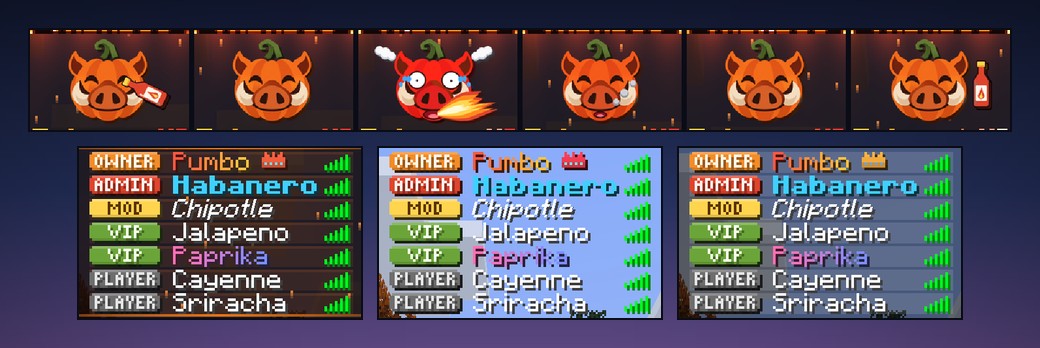 OWNER Pumbo
ADMIN Habanero
MOD Chipotle
VIP Jalapeno
VIP Paprika
PLAYER Cayenne
PLAYER Sriracha
OWNER Pumbo
ADMIN Habanero
MOD Chipotle
VIP Jalapeno
VIP Paprika
PLAYER Cayenne
PLAYER Sriracha
OWNER Pumbo
ADMIN Habanero
MOD Chipotle
VIP Jalapeno
VIP Paprika
PLAYER Cayenne
PLAYER Sriracha